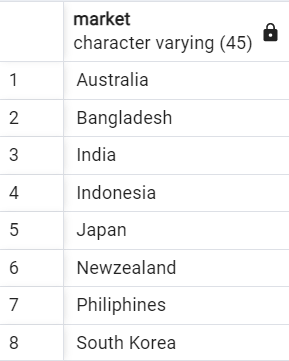 market
character varying (45)
1 Australia
2 Bangladesh
3 India
4 Indonesia
5 Japan
6 Newzealand
7 Philiphines
8 South Korea